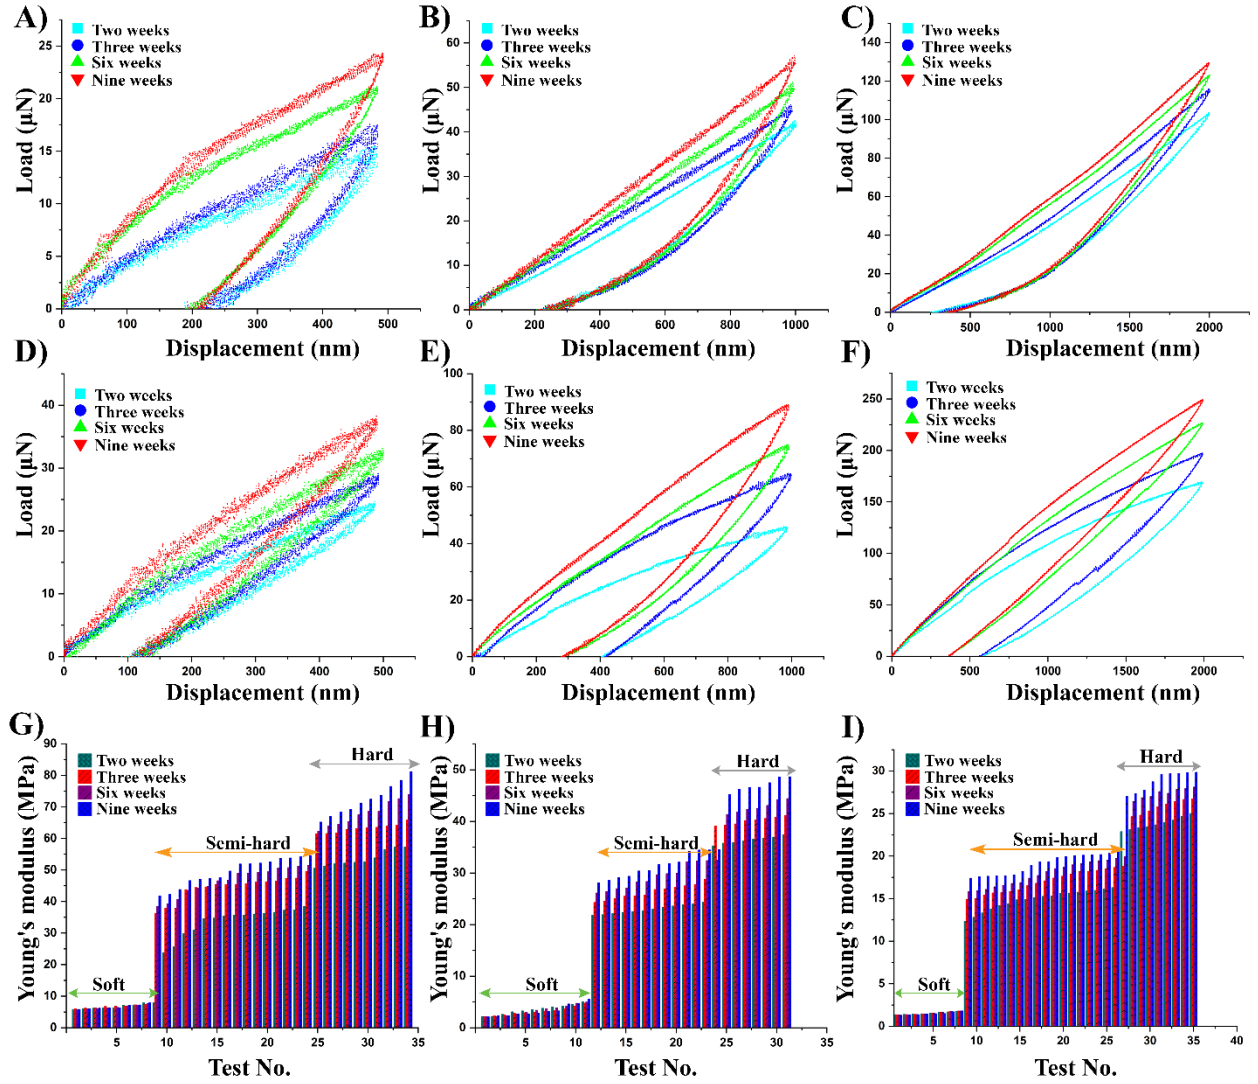 A)
Two weeks
Three weeks
Six weeks
Nine weeks
Load (μN)
25
20
15
10
5
0
0 100 200 300 400 500
Displacement (nm)
B)
Two weeks
Three weeks
Six weeks
Nine weeks
Load (μN)
60
50
40
30
20
10
0
0 200 400 600 800 1000
Displacement (nm)
C)
Two weeks
Three weeks
Six weeks
Nine weeks
Load (μN)
140
120
100
80
60
40
20
0
0 500 1000 1500 2000
Displacement (nm)
D)
Two weeks
Three weeks
Six weeks
Nine weeks
Load (μN)
40
30
20
10
0
0 100 200 300 400 500
Displacement (nm)
E)
Two weeks
Three weeks
Six weeks
Nine weeks
Load (μN)
100
80
60
40
20
0
0 200 400 600 800 1000
Displacement (nm)
F)
Two weeks
Three weeks
Six weeks
Nine weeks
Load (μN)
250
200
150
100
50
0
0 500 1000 1500 2000
Displacement (nm)
G)
Two weeks
Three weeks
Six weeks
Nine weeks
Hard
Semi-hard
Soft
Young's modulus (MPa)
90
80
70
60
50
40
30
20
10
0
5 10 15 20 25 30 35
Test No.
H)
Two weeks
Three weeks
Six weeks
Nine weeks
Hard
Semi-hard
Soft
Young's modulus (MPa)
50
40
30
20
10
0
5 10 15 20 25 30 35
Test No.
I)
Two weeks
Three weeks
Six weeks
Nine weeks
Hard
Semi-hard
Soft
Young's modulus (MPa)
30
25
20
15
10
5
0
5 10 15 20 25 30 35 40
Test No.